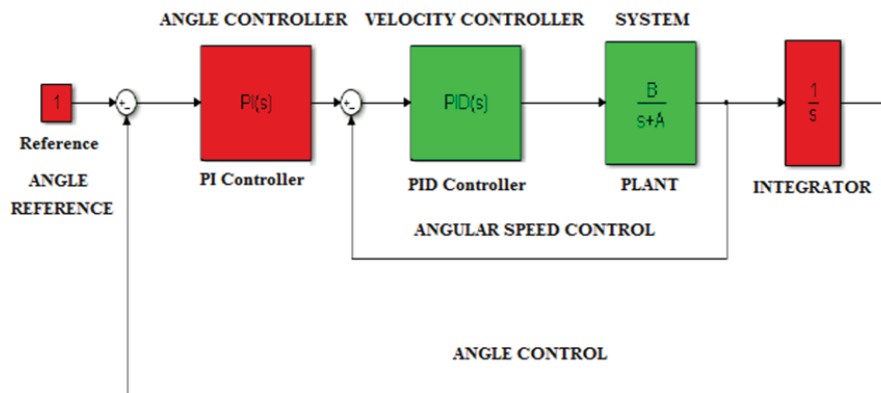 ANGLE CONTROLLER VELOCITY CONTROLLER SYSTEM
1
+
-
PI(s)
+
-
PID(s)
B
s+A
1
s
Reference
PI Controller
PID Controller
PLANT
INTEGRATOR
ANGLE
REFERENCE
ANGULAR SPEED CONTROL
ANGLE CONTROL